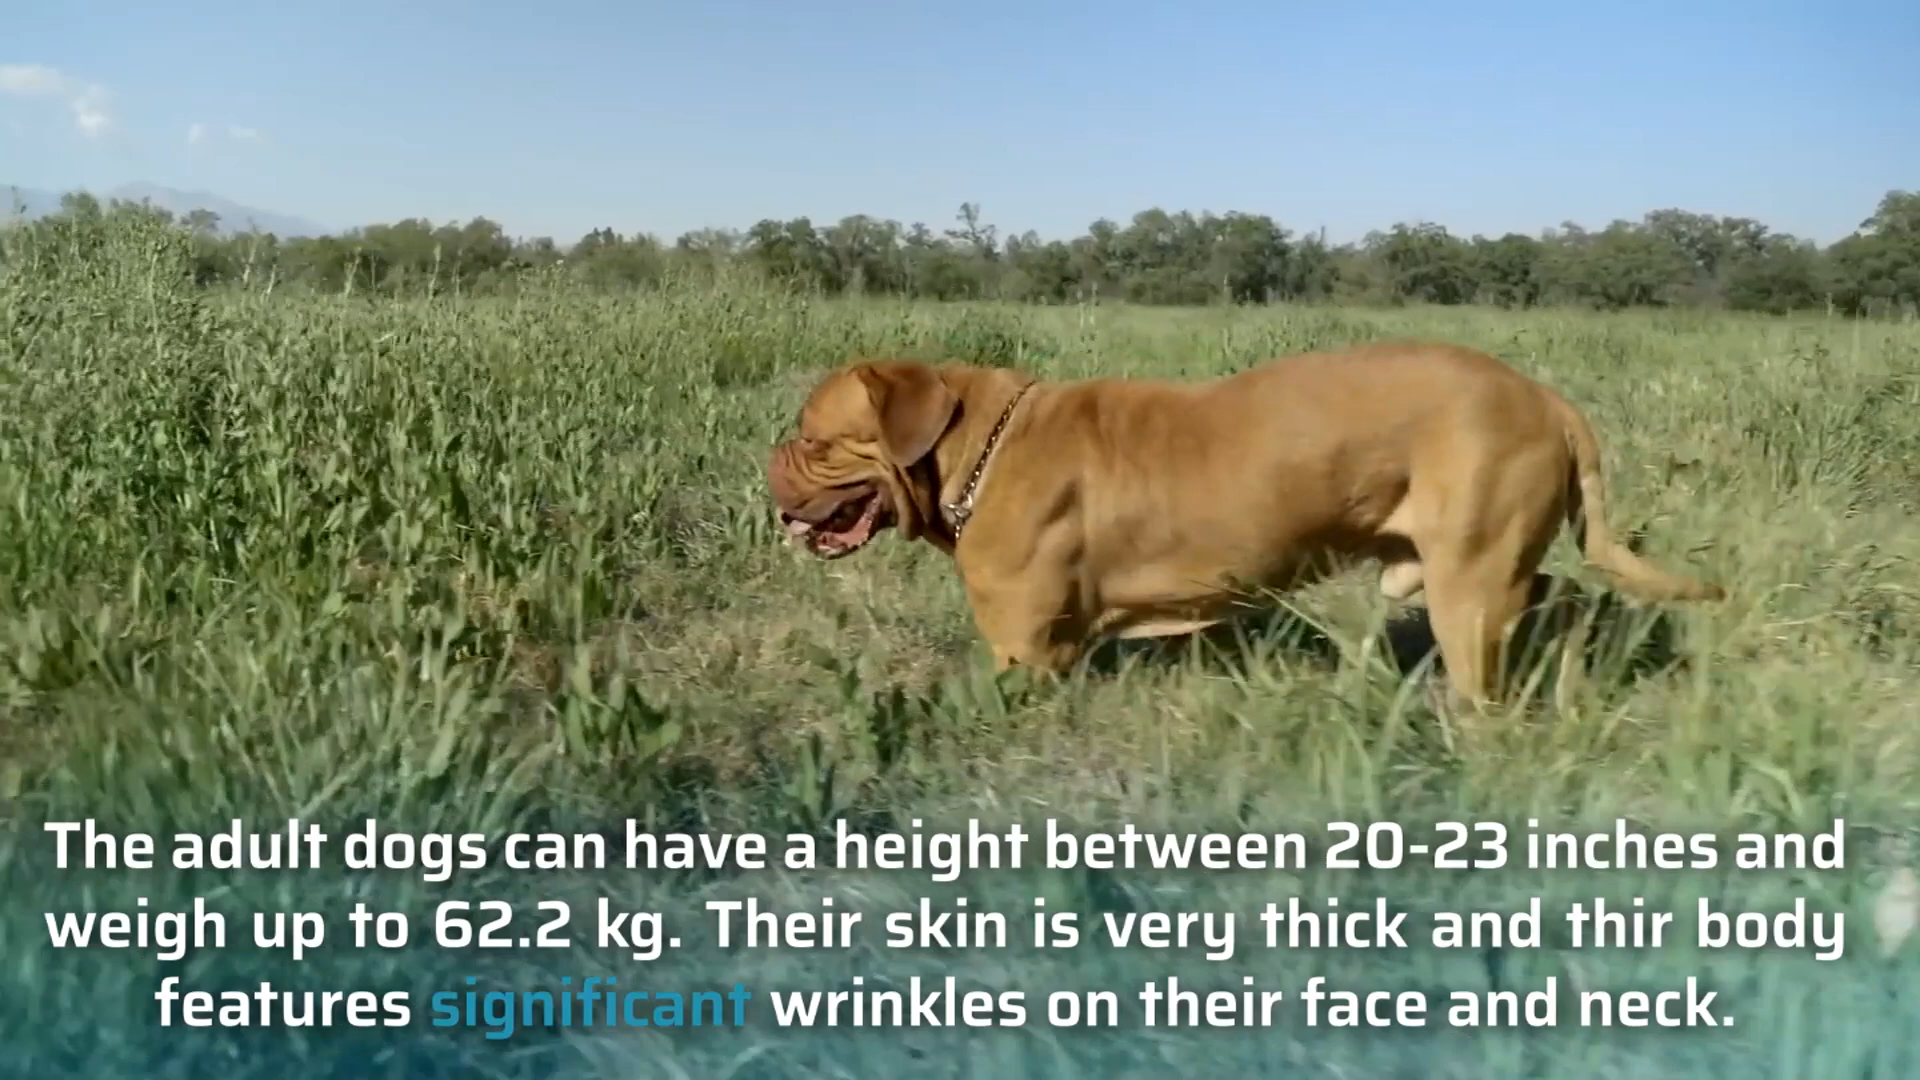 The adult dogs can have a height between 20-23 inches and
weigh up to 62.2 kg. Their skin is very thick and thir body
features significant wrinkles on their face and neck.